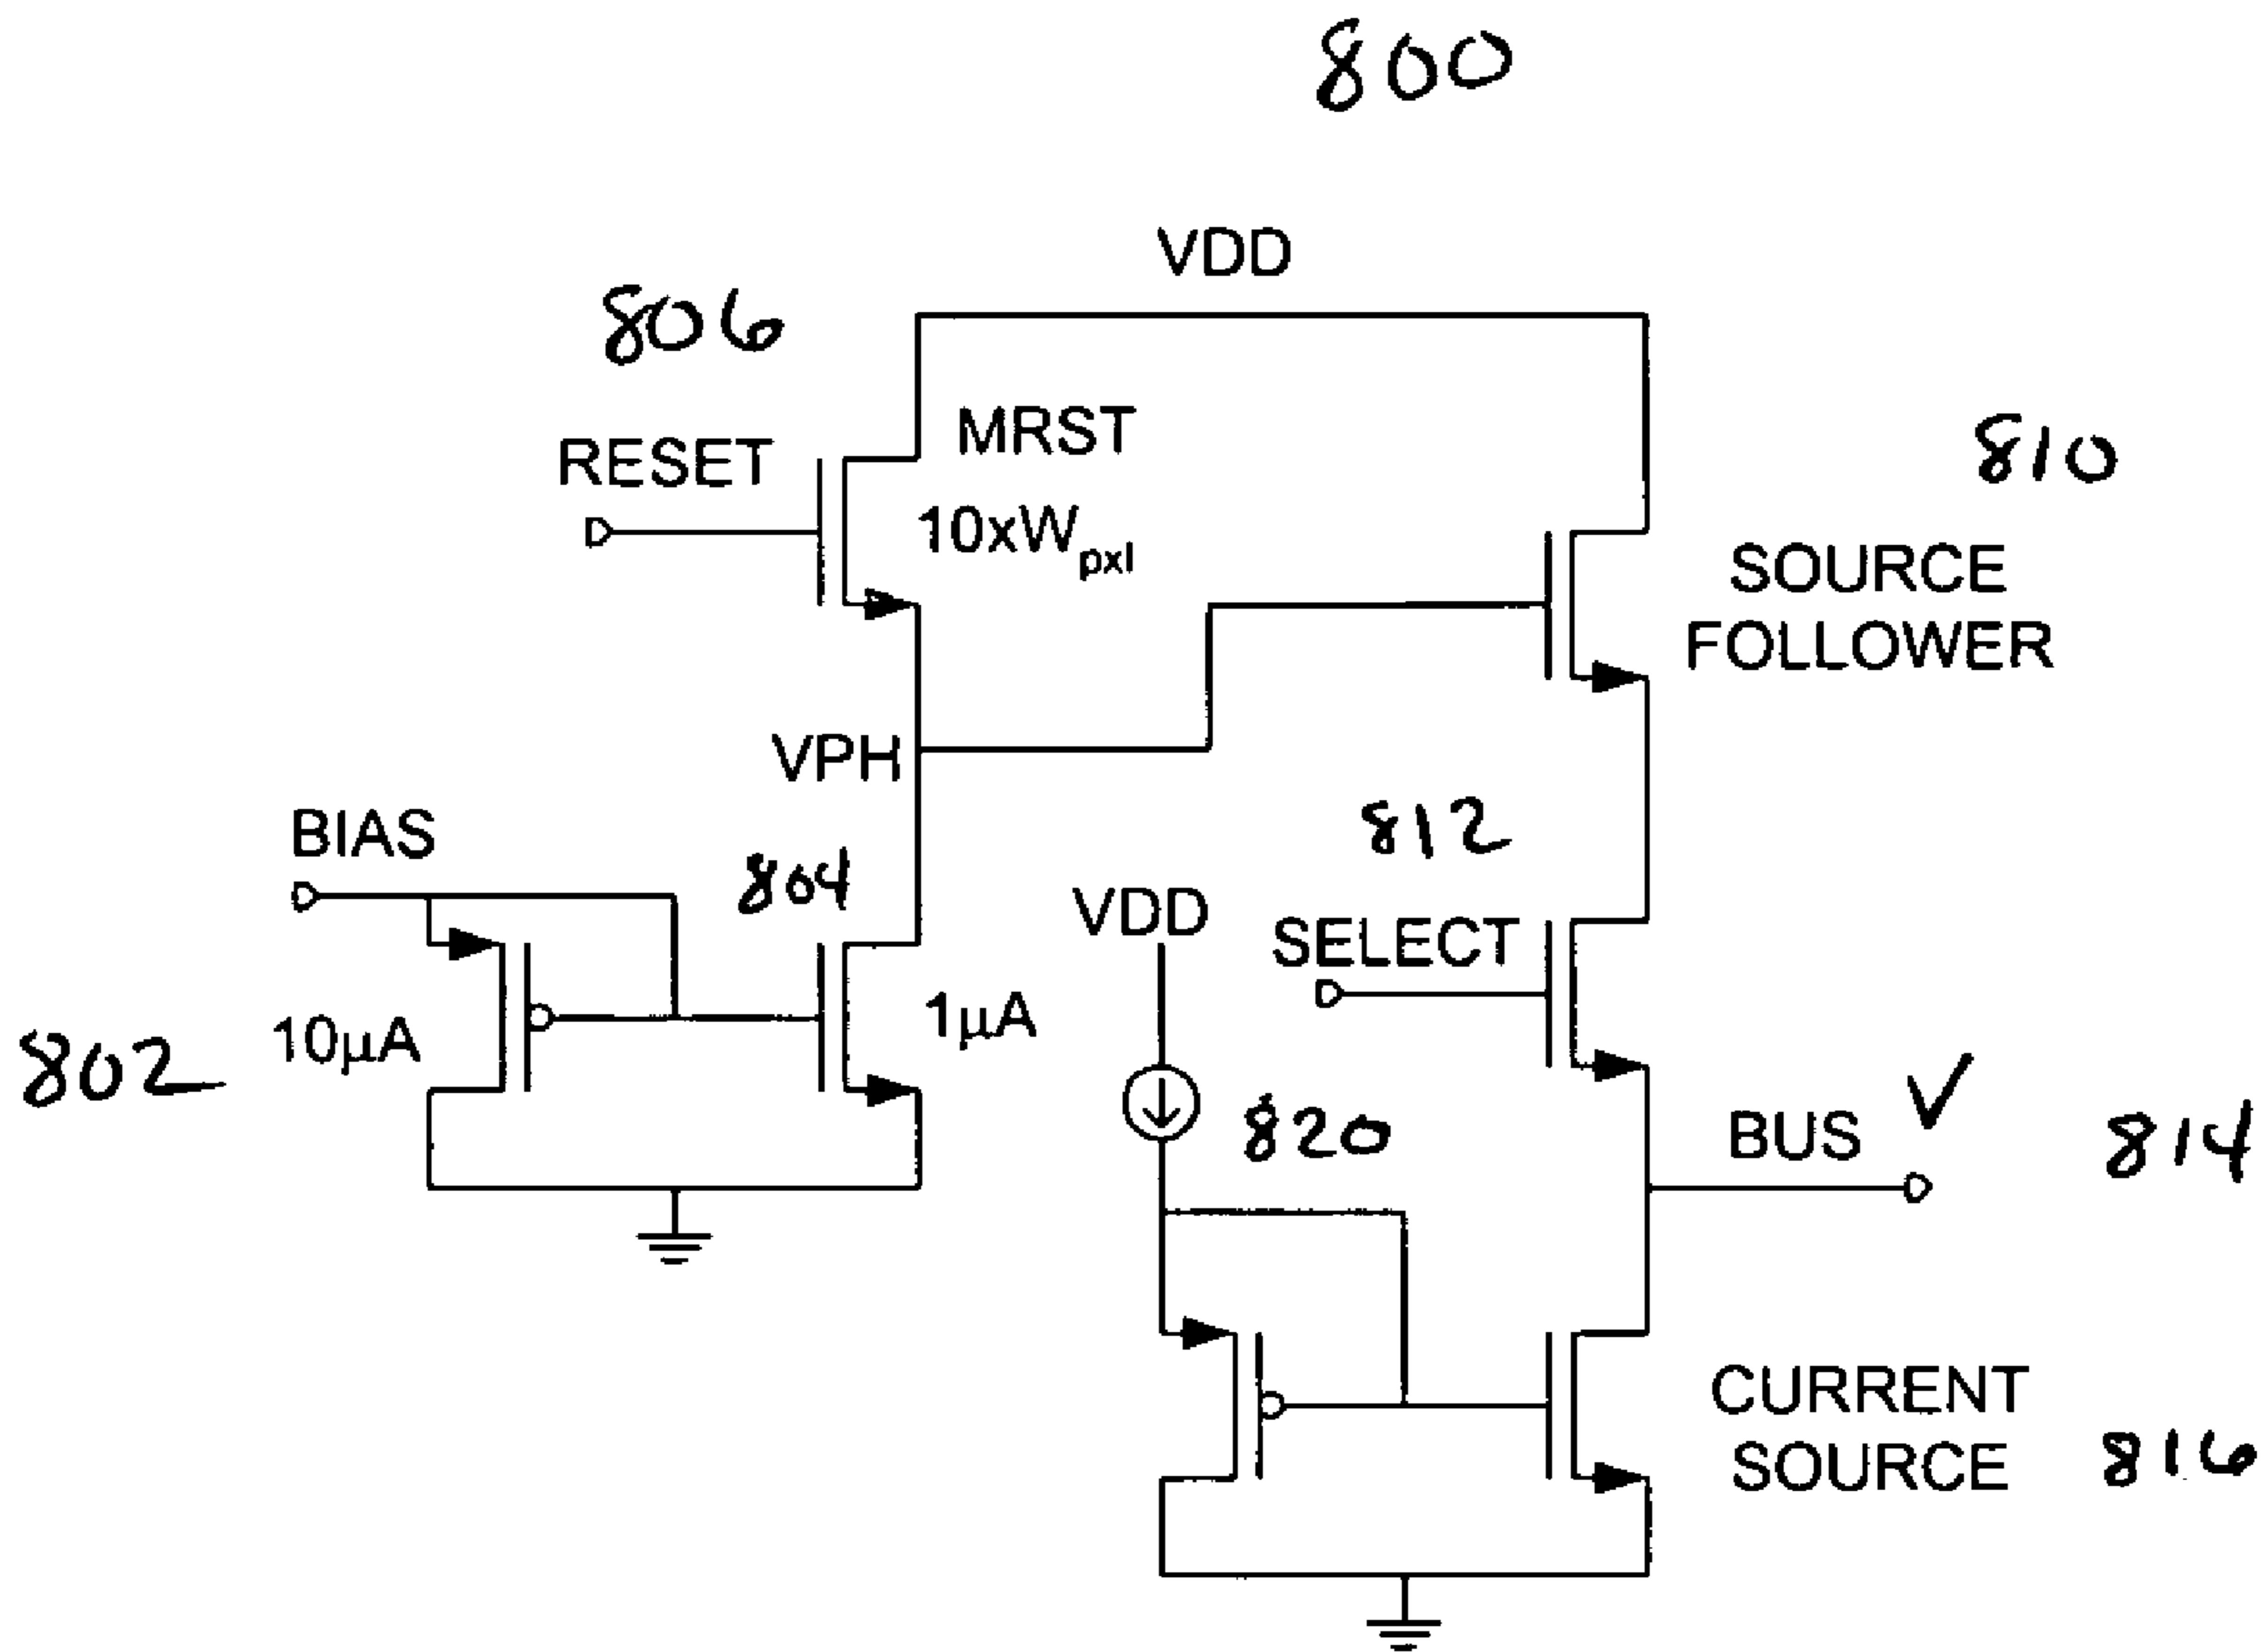 800
VDD
806
MRST
RESET
10xWpxl
810
SOURCE
FOLLOWER
VPH
BIAS
804
812
VDD
SELECT
802
10µA
1µA
820
BUS V
814
CURRENT
SOURCE
816